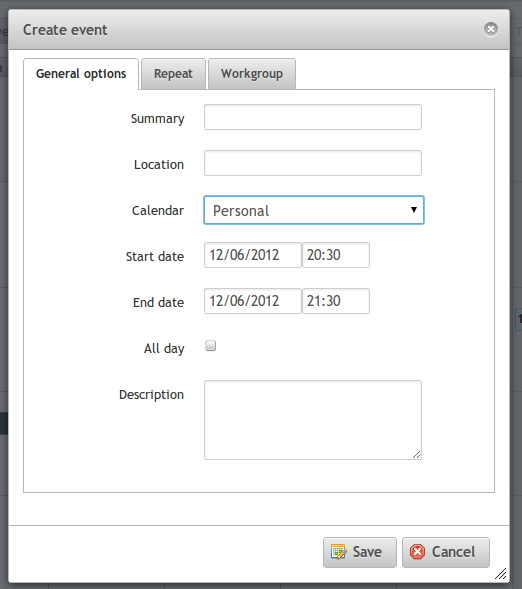 Create event
General options Repeat Workgroup
Summary
Location
Calendar Personal
Start date 12/06/2012 20:30
End date 12/06/2012 21:30
All day
Description
Save Cancel